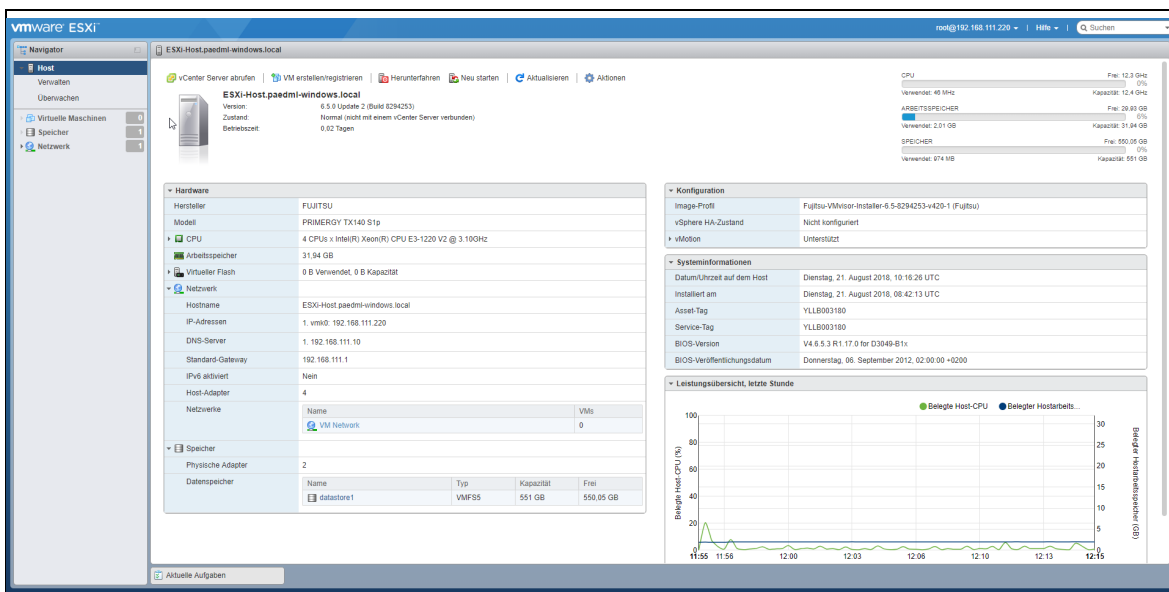 vmware ESXi™
root@192.168.111.220 | Hilfe | Suchen
Navigator
ESXi-Host.paedml-windows.local
Host
Verwalten
Überwachen
Virtuelle Maschinen 0
Speicher 1
Netzwerk 1
vCenter Server abrufen | VM erstellen/registrieren | Herunterfahren Neu starten | Aktualisieren | Aktionen
ESXi-Host.paedml-windows.local
Version: 6.5.0 Update 2 (Build 8294253)
Zustand: Normal (nicht mit einem vCenter Server verbunden)
Betriebszeit: 0,02 Tagen
CPU Frei: 12,3 GHz
0%
Verwendet: 46 MHz Kapazität: 12,4 GHz
ARBEITSSPEICHER Frei: 29,93 GB
6%
Verwendet: 2,01 GB Kapazität: 31,94 GB
SPEICHER Frei: 550,05 GB
0%
Verwendet: 974 MB Kapazität: 551 GB
Hardware
Hersteller FUJITSU
Modell PRIMERGY TX140 S1p
CPU 4 CPUs x Intel(R) Xeon(R) CPU E3-1220 V2 @ 3.10GHz
Arbeitsspeicher 31,94 GB
Virtueller Flash 0 B Verwendet, 0 B Kapazität
Netzwerk
Hostname ESXi-Host.paedml-windows.local
IP-Adressen 1. vmk0: 192.168.111.220
DNS-Server 1. 192.168.111.10
Standard-Gateway 192.168.111.1
IPv6 aktiviert Nein
Host-Adapter 4
Netzwerke Name VMs
VM Network 0
Speicher
Physische Adapter 2
Datenspeicher Name Typ Kapazität Frei
datastore1 VMFS5 551 GB 550,05 GB
Konfiguration
Image-Profil Fujitsu-VMvisor-Installer-6.5-8294253-v420-1 (Fujitsu)
vSphere HA-Zustand Nicht konfiguriert
vMotion Unterstützt
Systeminformationen
Datum/Uhrzeit auf dem Host Dienstag, 21. August 2018, 10:16:26 UTC
Installiert am Dienstag, 21. August 2018, 08:42:13 UTC
Asset-Tag YLLB003180
Service-Tag YLLB003180
BIOS-Version V4.6.5.3 R1.17.0 for D3049-B1x
BIOS-Veröffentlichungsdatum Donnerstag, 06. September 2012, 02:00:00 +0200
Leistungsübersicht, letzte Stunde
Belegte Host-CPU Belegter Hostarbeits...
Belegte Host-CPU (%)
100
80
60
40
20
0
30
25
20
15
10
5
0
Belegter Hostarbeitsspeicher (GB)
11:55 11:56 12:00 12:03 12:06 12:10 12:13 12:15
Aktuelle Aufgaben